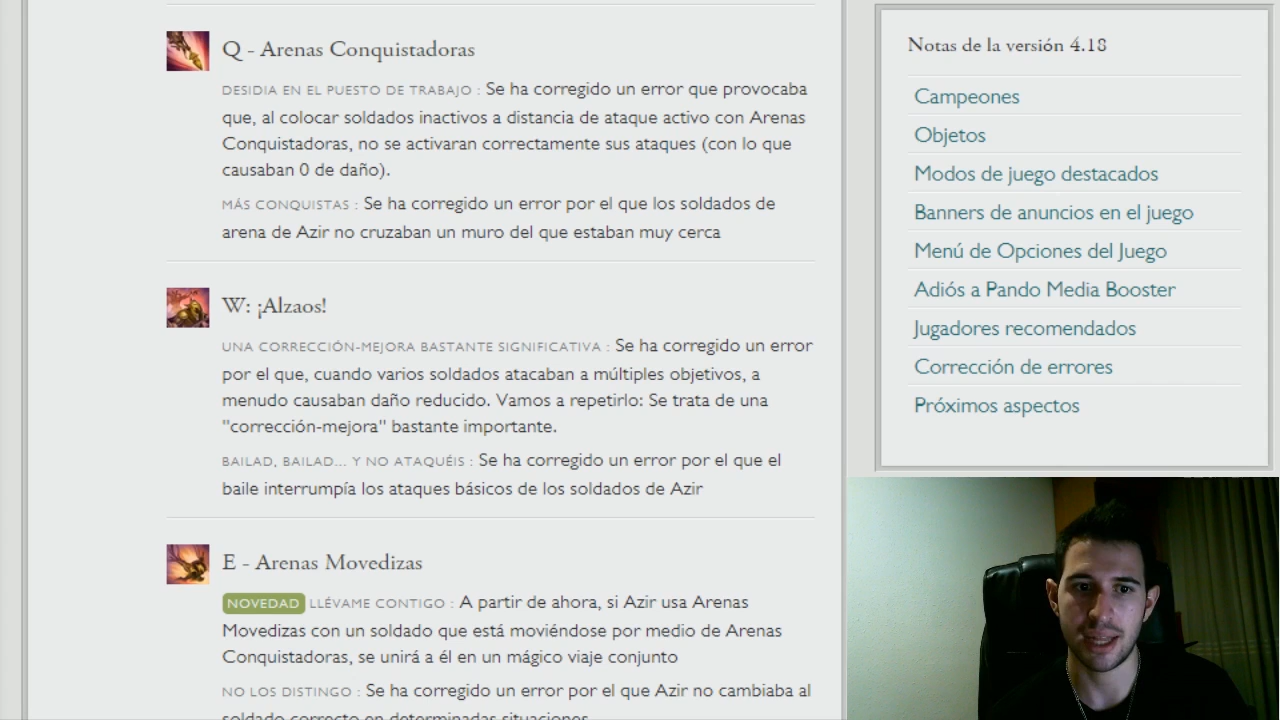 Q - Arenas Conquistadoras
DESIDIA EN EL PUESTO DE TRABAJO : Se ha corregido un error que provocaba
que, al colocar soldados inactivos a distancia de ataque activo con Arenas
Conquistadoras, no se activaran correctamente sus ataques (con lo que
causaban 0 de daño).
MÁS CONQUISTAS : Se ha corregido un error por el que los soldados de
arena de Azir no cruzaban un muro del que estaban muy cerca
W: ¡Alzaos!
UNA CORRECCIÓN-MEJORA BASTANTE SIGNIFICATIVA : Se ha corregido un error
por el que, cuando varios soldados atacaban a múltiples objetivos, a
menudo causaban daño reducido. Vamos a repetirlo: Se trata de una
"corrección-mejora" bastante importante.
BAILAD, BAILAD... Y NO ATAQUÉIS : Se ha corregido un error por el que el
baile interrumpía los ataques básicos de los soldados de Azir
E - Arenas Movedizas
NOVEDAD LLÉVAME CONTIGO : A partir de ahora, si Azir usa Arenas
Movedizas con un soldado que está moviéndose por medio de Arenas
Conquistadoras, se unirá a él en un mágico viaje conjunto
NO LOS DISTINGO : Se ha corregido un error por el que Azir no cambiaba al
soldado correcto en determinadas situaciones
Notas de la versión 4.18
Campeones
Objetos
Modos de juego destacados
Banners de anuncios en el juego
Menú de Opciones del Juego
Adiós a Pando Media Booster
Jugadores recomendados
Corrección de errores
Próximos aspectos